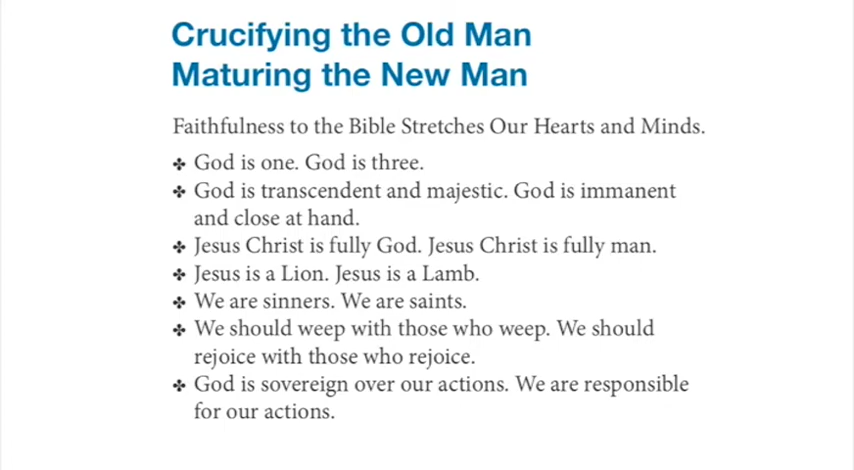 Crucifying the Old Man
Maturing the New Man
Faithfulness to the Bible Stretches Our Hearts and Minds.
✤ God is one. God is three.
✤ God is transcendent and majestic. God is immanent
and close at hand.
✤ Jesus Christ is fully God. Jesus Christ is fully man.
✤ Jesus is a Lion. Jesus is a Lamb.
✤ We are sinners. We are saints.
✤ We should weep with those who weep. We should
rejoice with those who rejoice.
✤ God is sovereign over our actions. We are responsible
for our actions.